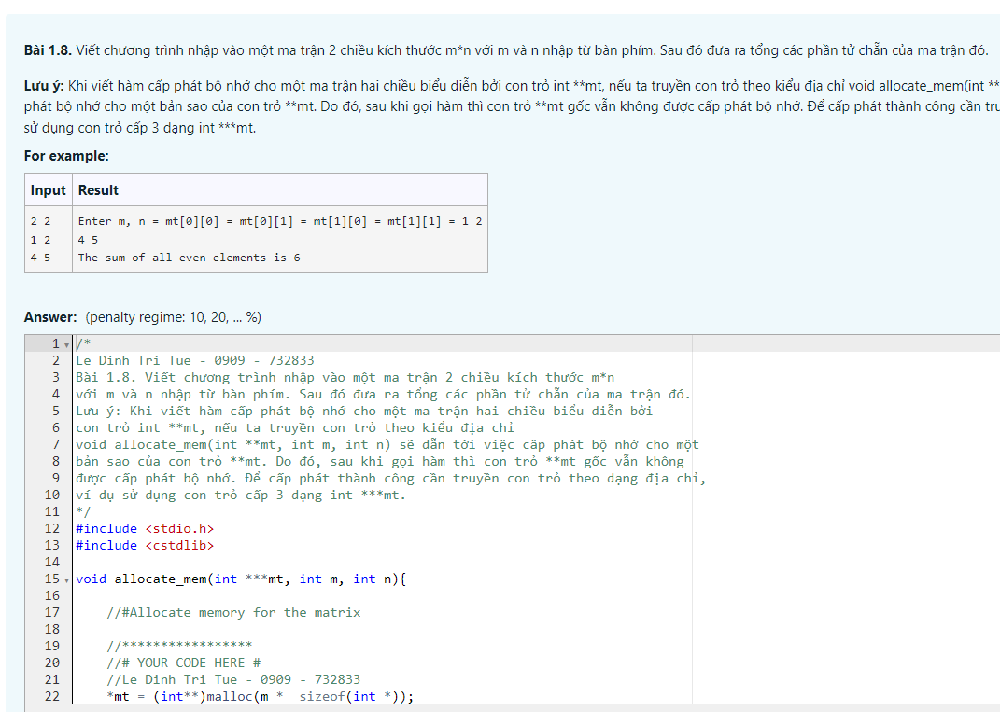 Bài 1.8. Viết chương trình nhập vào một ma trận 2 chiều kích thước m*n với m và n nhập từ bàn phím. Sau đó đưa ra tổng các phần tử chẵn của ma trận đó.
Lưu ý: Khi viết hàm cấp phát bộ nhớ cho một ma trận hai chiều biểu diễn bởi con trỏ int **mt, nếu ta truyền con trỏ theo kiểu địa chỉ void allocate_mem(int **
phát bộ nhớ cho một bản sao của con trỏ **mt. Do đó, sau khi gọi hàm thì con trỏ **mt gốc vẫn không được cấp phát bộ nhớ. Để cấp phát thành công cần
sử dụng con trỏ cấp 3 dạng int ***mt.
For example:
Input Result
2 2 Enter m, n = mt[0][0] = mt[0][1] = mt[1][0] = mt[1][1] = 1 2
1 2 4 5
4 5 The sum of all even elements is 6
Answer: (penalty regime: 10, 20, ... %)
1 /*
2 Le Dinh Tri Tue - 0909 - 732833
3 Bài 1.8. Viết chương trình nhập vào một ma trận 2 chiều kích thước m*n
4 với m và n nhập từ bàn phím. Sau đó đưa ra tổng các phần tử chẵn của ma trận đó.
5 Lưu ý: Khi viết hàm cấp phát bộ nhớ cho một ma trận hai chiều biểu diễn bởi
6 con trỏ int **mt, nếu ta truyền con trỏ theo kiểu địa chỉ
7 void allocate_mem(int **mt, int m, int n) sẽ dẫn tới việc cấp phát bộ nhớ cho một
8 bản sao của con trỏ **mt. Do đó, sau khi gọi hàm thì con trỏ **mt gốc vẫn không
9 được cấp phát bộ nhớ. Để cấp phát thành công cần truyền con trỏ theo dạng địa chỉ,
10 ví dụ sử dụng con trỏ cấp 3 dạng int ***mt.
11 */
12 #include <stdio.h>
13 #include <cstdlib>
14
15 void allocate_mem(int ***mt, int m, int n){
16
17 //#Allocate memory for the matrix
18
19 //*****************
20 //# YOUR CODE HERE #
21 //Le Dinh Tri Tue - 0909 - 732833
22 *mt = (int**)malloc(m *  sizeof(int *));